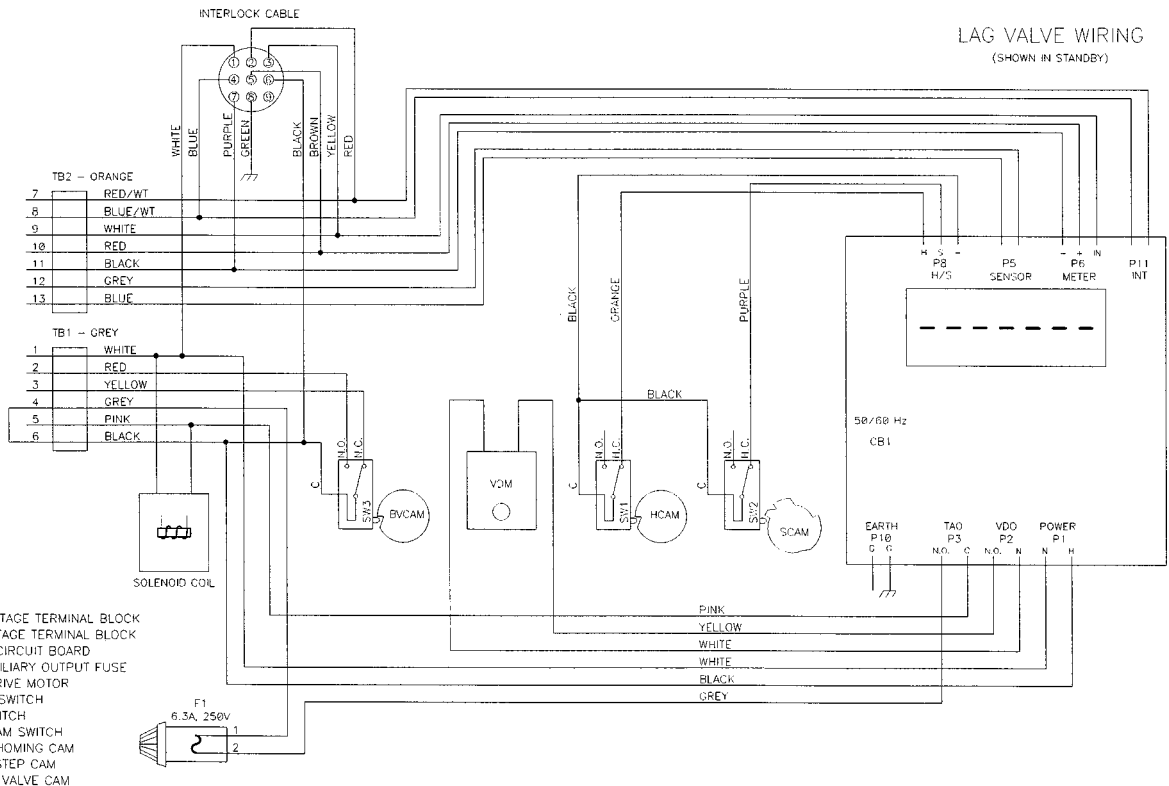 INTERLOCK CABLE
LAG VALVE WIRING
(SHOWN IN STANDBY)
1 2 3
4 5 6
7 8 9
WHITE
BLUE
PURPLE
GREEN
BLACK
BROWN
YELLOW
RED
TB2 - ORANGE
7 RED/WT
8 BLUE/WT
9 WHITE
10 RED
11 BLACK
12 GREY
13 BLUE
TB1 - GREY
1 WHITE
2 RED
3 YELLOW
4 GREY
5 PINK
6 BLACK
H S -
P8
H/S
P5
SENSOR
- + IN
P6
METER
P11
INT
BLACK
ORANGE
PURPLE
BLACK
50/60 Hz
CB1
N.O.
N.C.
C
SW3
BVCAM
N.O.
N.C.
C
SW1
HCAM
N.O.
N.C.
C
SW2
SCAM
SOLENOID COIL
EARTH
P10
G G
TAO
P3
N.O. C
VDO
P2
N.O. N
POWER
P1
N H
PINK
YELLOW
WHITE
WHITE
BLACK
GREY
F1
6.3A, 250V
1
2
TAGE TERMINAL BLOCK
TAGE TERMINAL BLOCK
CIRCUIT BOARD
ILIARY OUTPUT FUSE
RIVE MOTOR
SWITCH
ITCH
AM SWITCH
HOMING CAM
STEP CAM
VALVE CAM